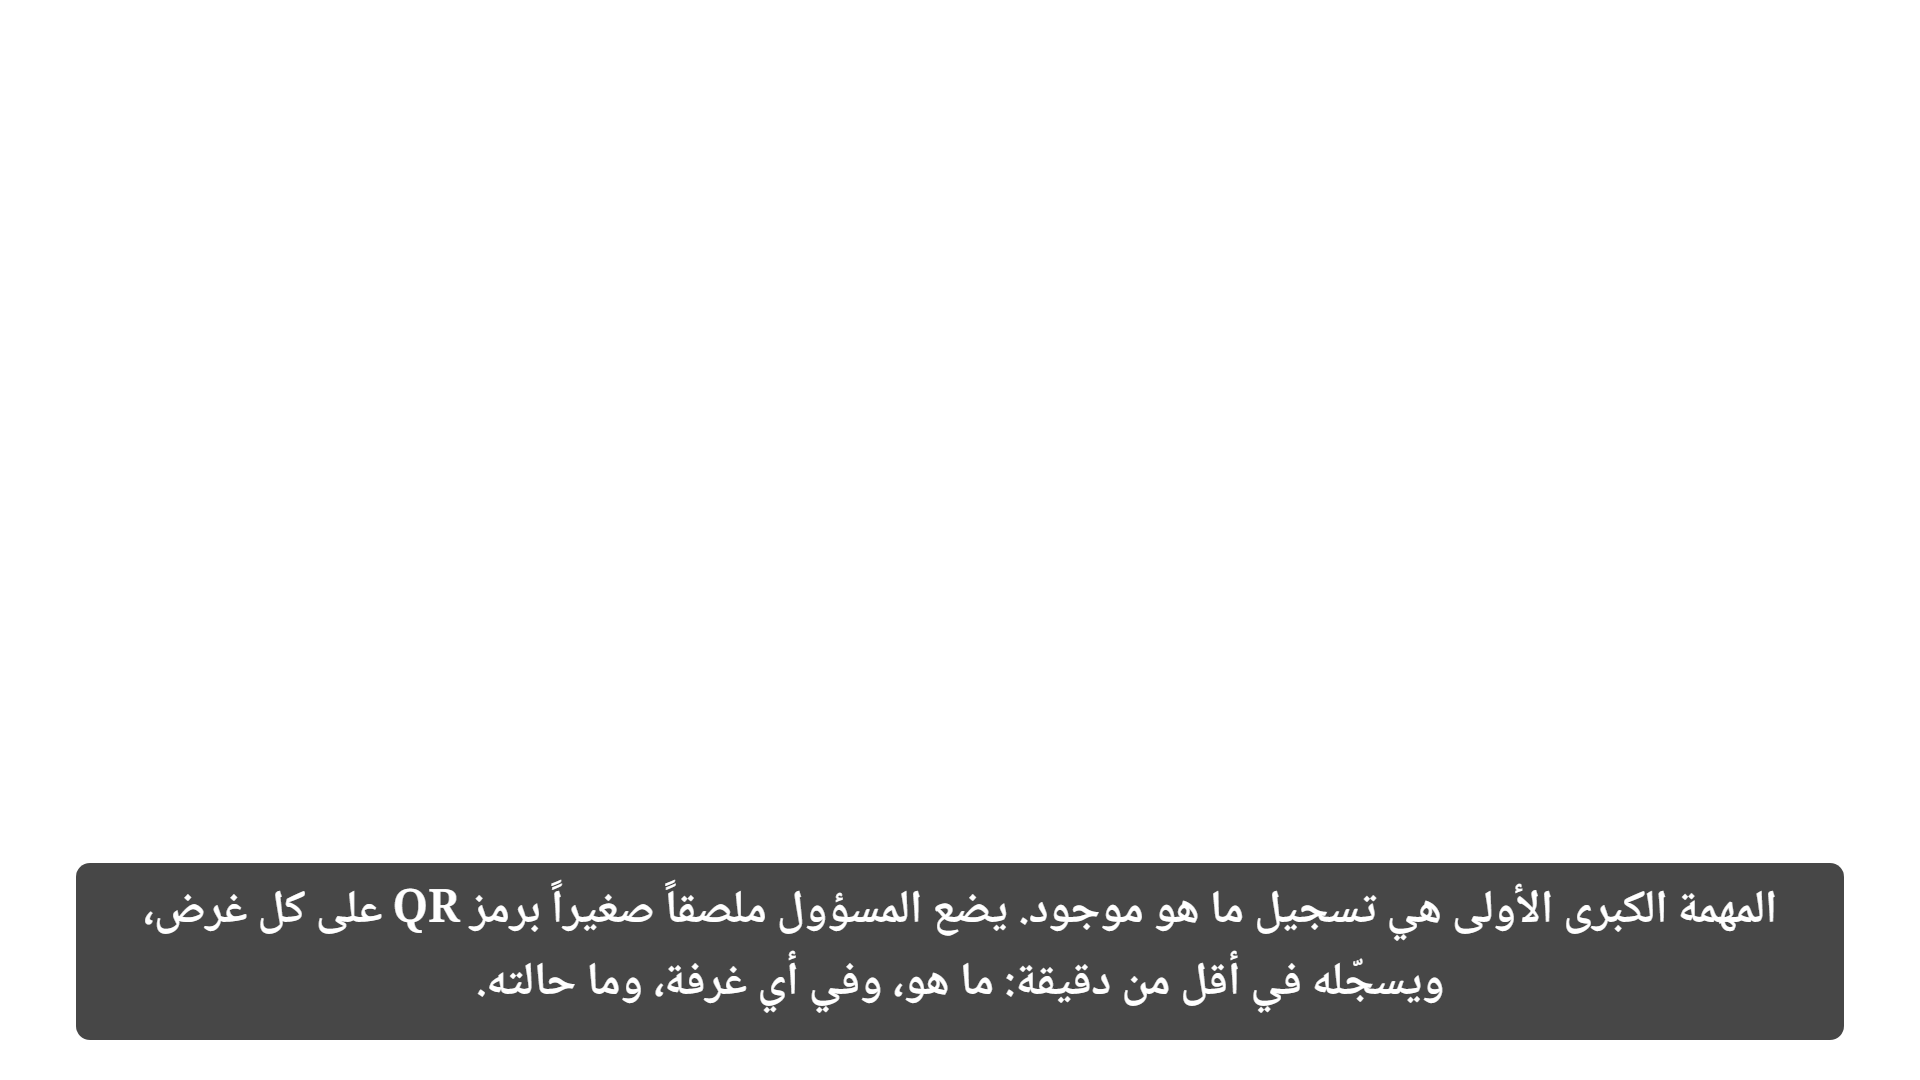 المهمة الكبرى الأولى هي تسجيل ما هو موجود. يضع المسؤول ملصقاً صغيراً برمز QR على كل غرض،
ويسجّله في أقل من دقيقة: ما هو، وفي أي غرفة، وما حالته.